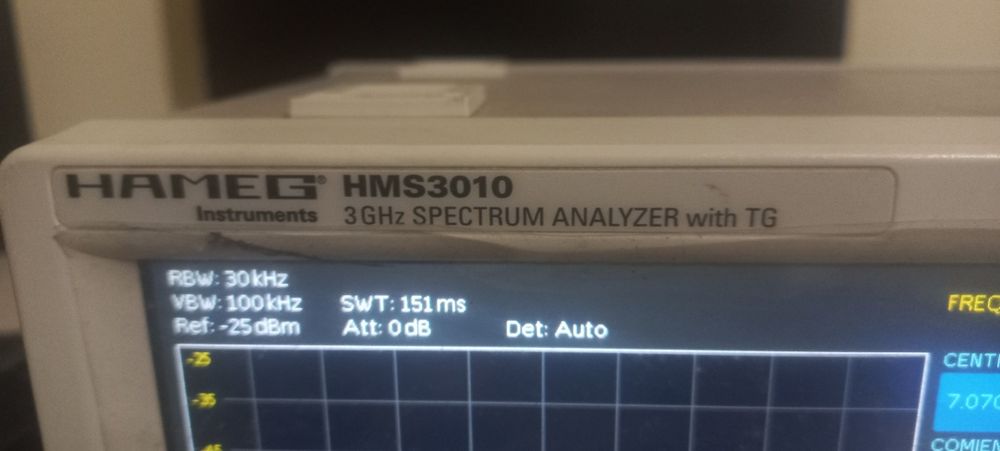 HAMEG® HMS3010
Instruments 3GHz SPECTRUM ANALYZER with TG
RBW: 30kHz
VBW: 100kHz SWT: 151ms
Ref: -25dBm Att: 0dB Det: Auto
FREQ
-25
CENT
-35
7.070
-45
COMIEN